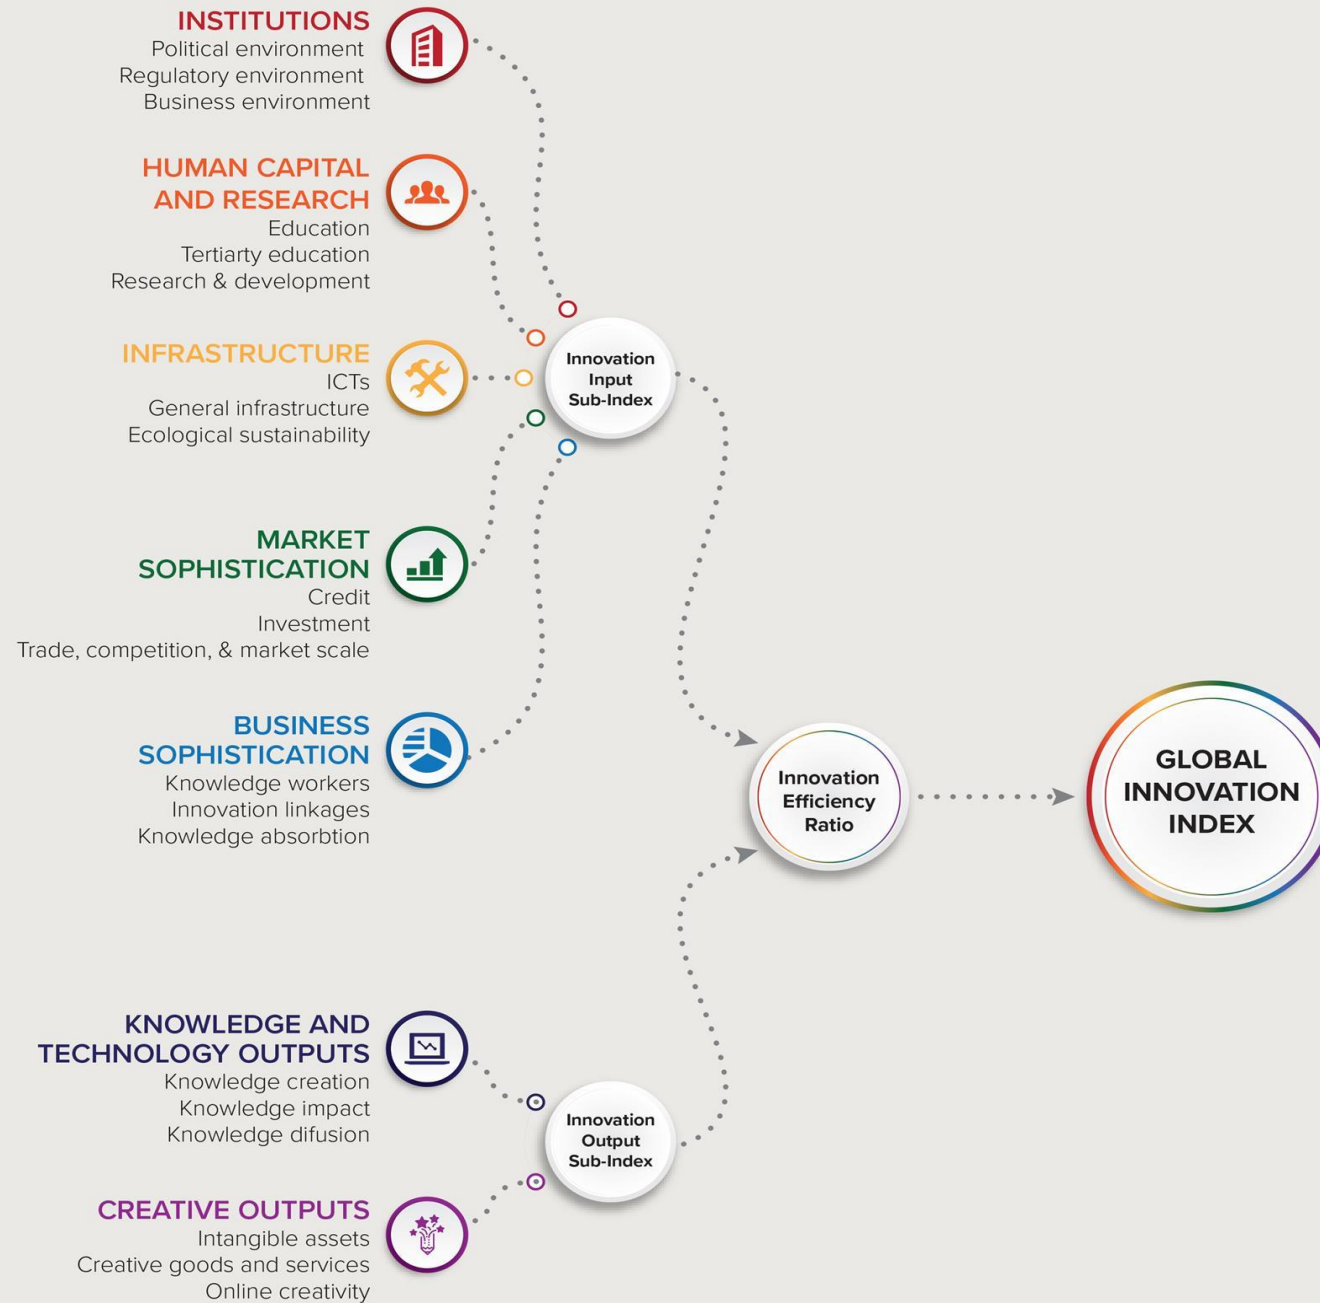 INSTITUTIONS
Political environment
Regulatory environment
Business environment
HUMAN CAPITAL
AND RESEARCH
Education
Tertiarty education
Research & development
INFRASTRUCTURE
ICTs
General infrastructure
Ecological sustainability
MARKET
SOPHISTICATION
Credit
Investment
Trade, competition, & market scale
BUSINESS
SOPHISTICATION
Knowledge workers
Innovation linkages
Knowledge absorbtion
KNOWLEDGE AND
TECHNOLOGY OUTPUTS
Knowledge creation
Knowledge impact
Knowledge difusion
CREATIVE OUTPUTS
Intangible assets
Creative goods and services
Online creativity
Innovation
Input
Sub-Index
Innovation
Output
Sub-Index
Innovation
Efficiency
Ratio
GLOBAL
INNOVATION
INDEX